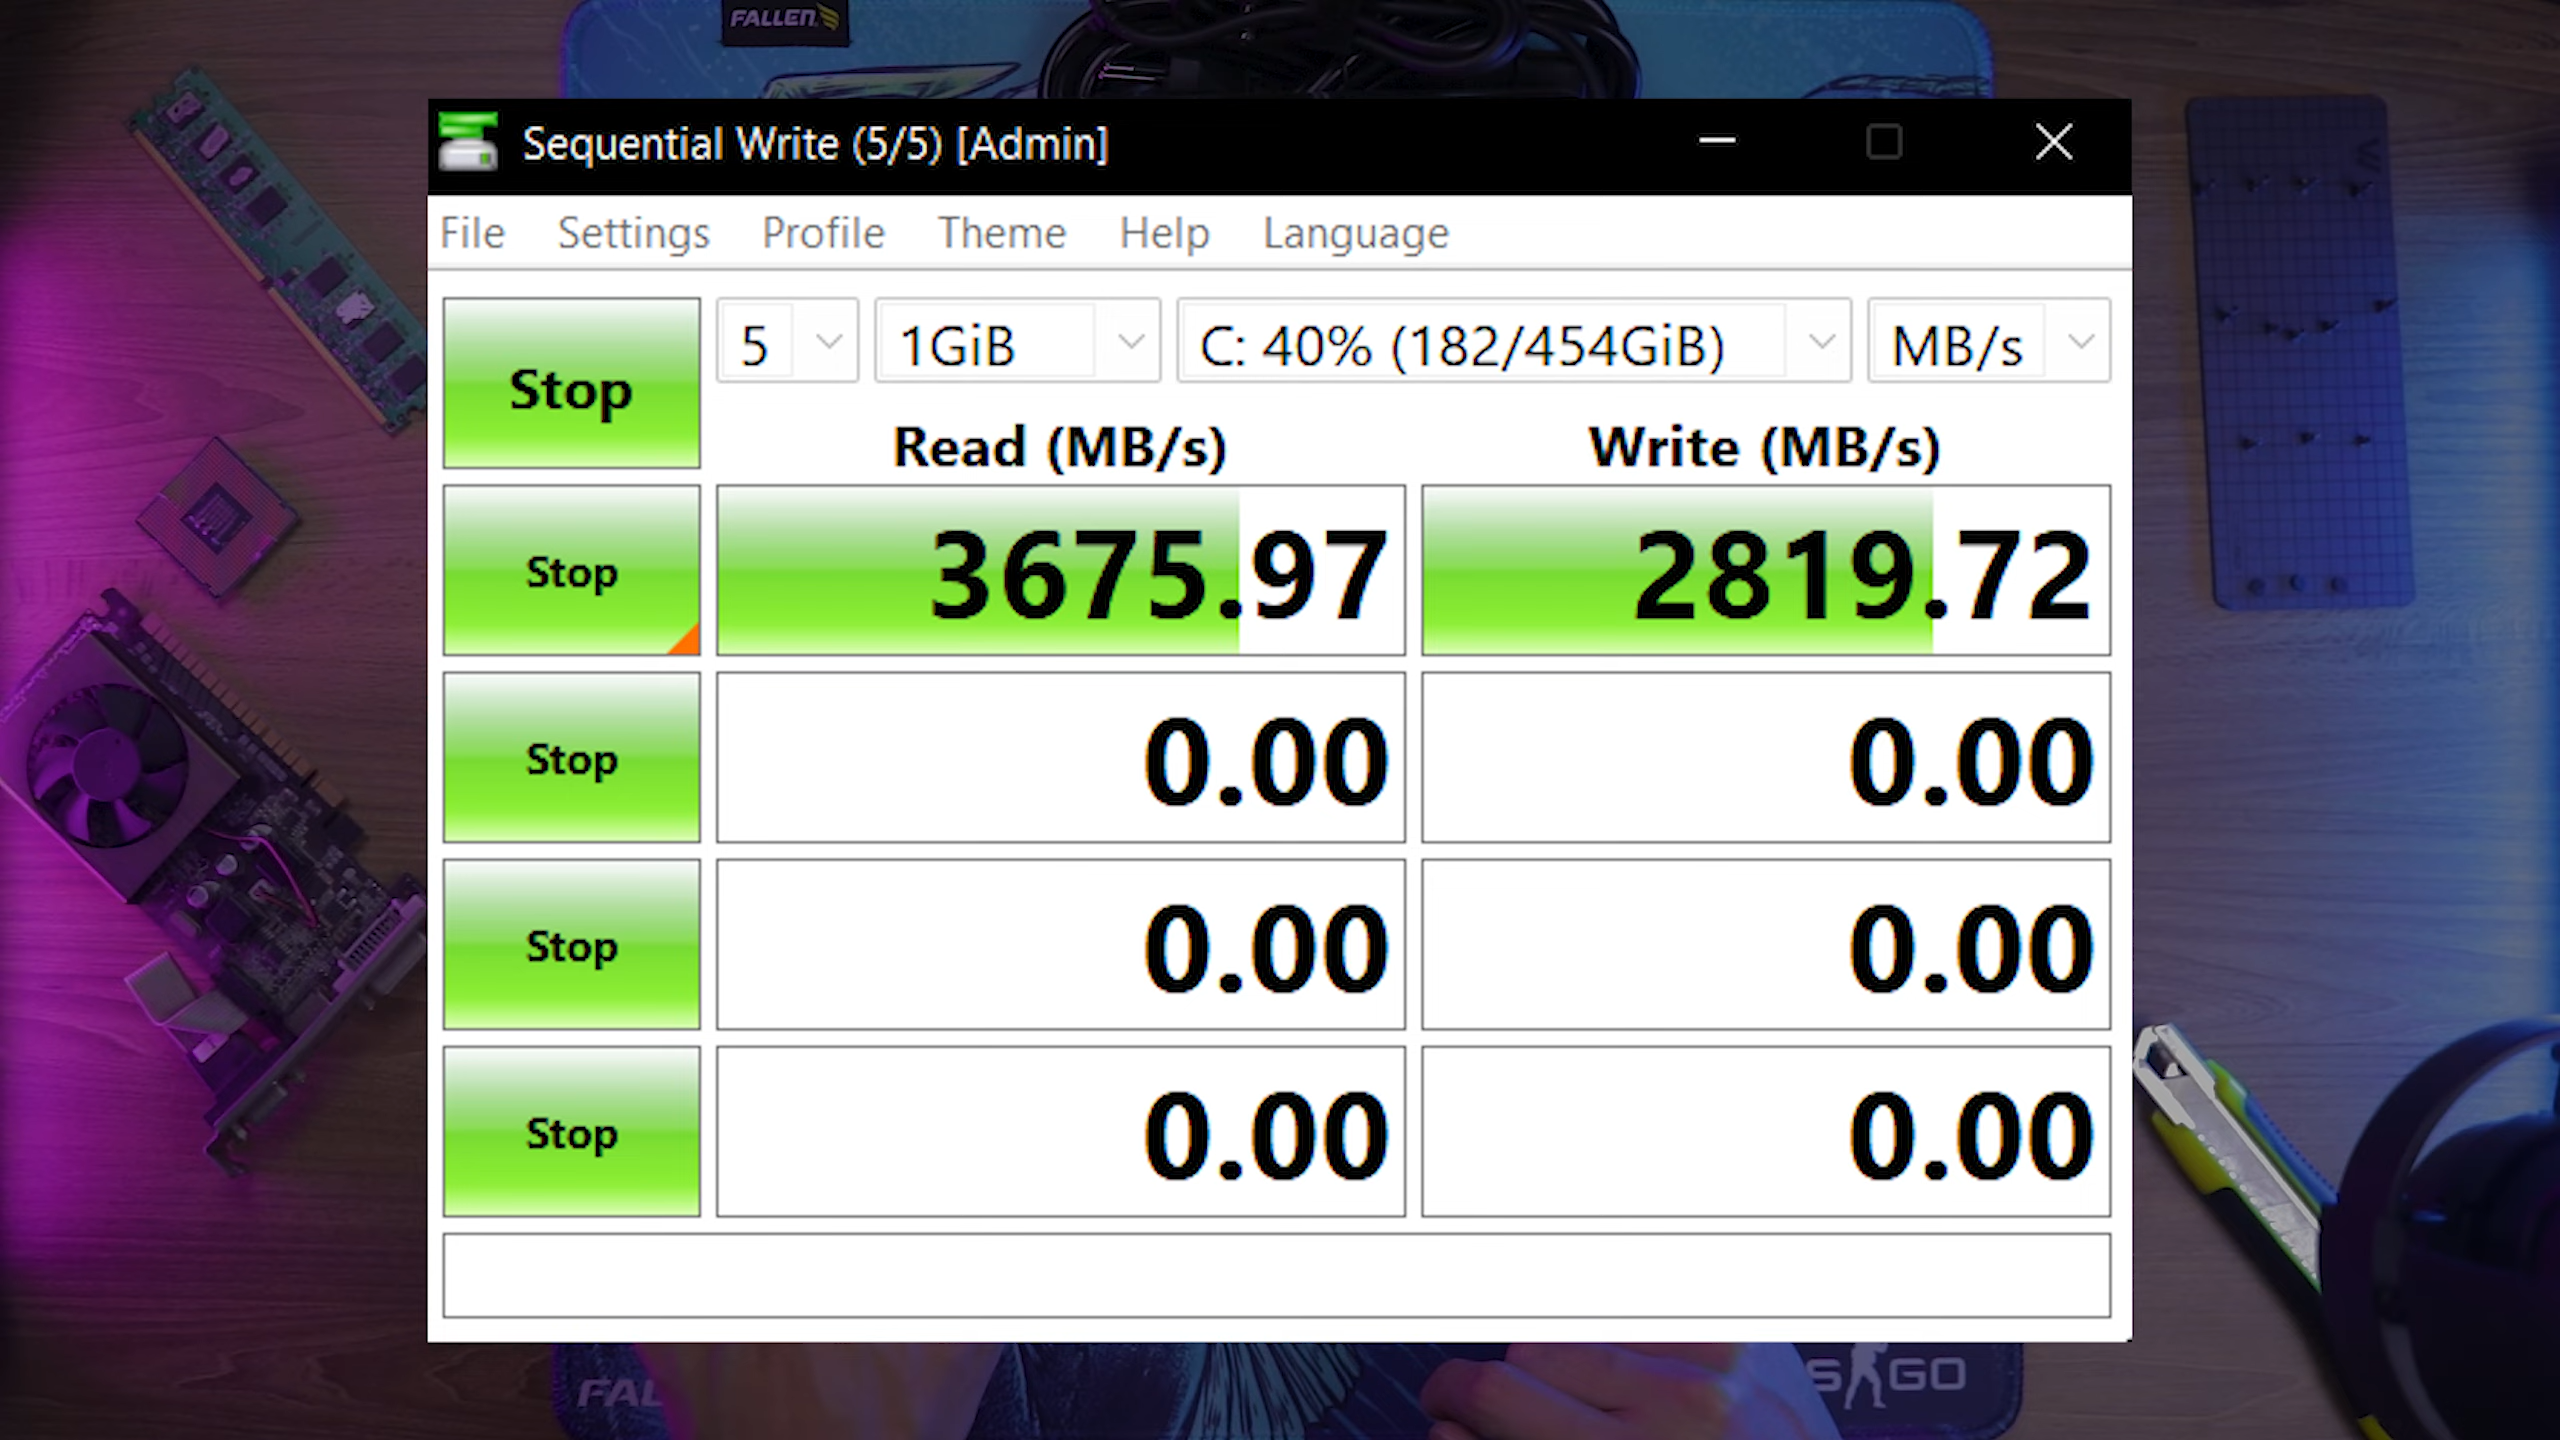 FALLEN
Sequential Write (5/5) [Admin]
File Settings Profile Theme Help Language
Stop 5 1GiB C: 40% (182/454GiB) MB/s
Read (MB/s) Write (MB/s)
Stop 3675.97 2819.72
Stop 0.00 0.00
Stop 0.00 0.00
Stop 0.00 0.00
FAL S GO